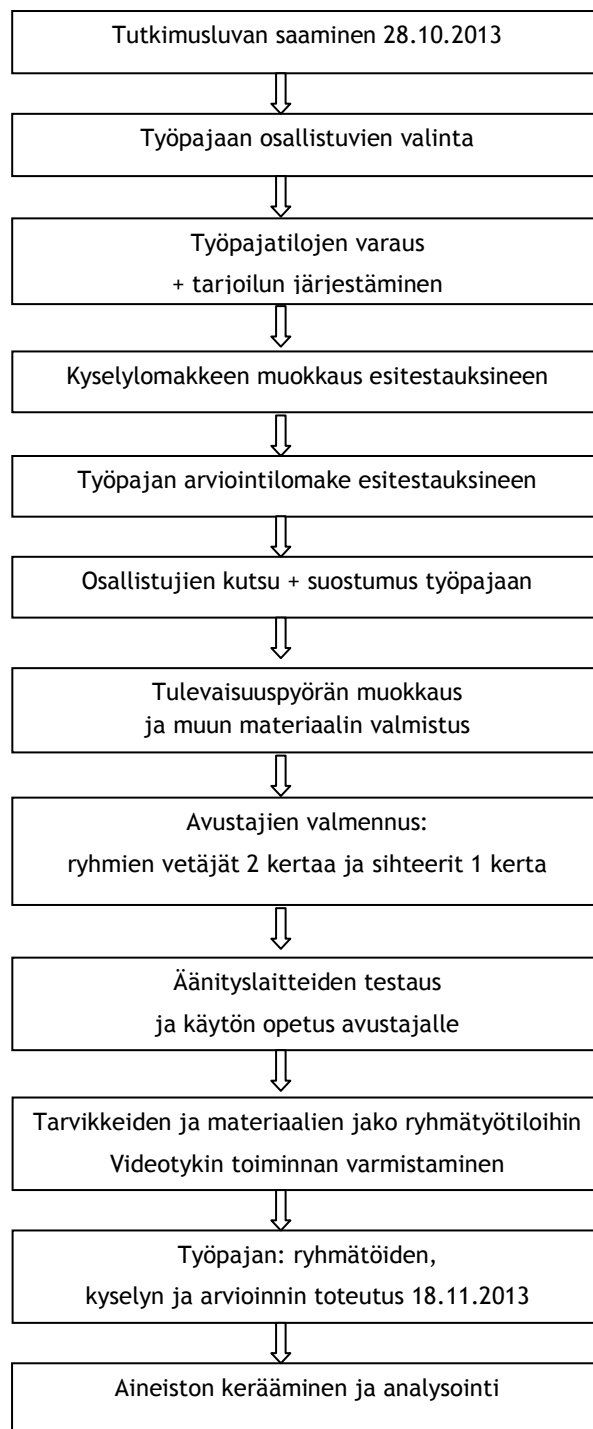 Tutkimusluvan saaminen 28.10.2013
Työpajaan osallistuvien valinta
Työpajatilojen varaus
+ tarjoilun järjestäminen
Kyselylomakkeen muokkaus esitestauksineen
Työpajan arviointilomake esitestauksineen
Osallistujien kutsu + suostumus työpajaan
Tulevaisuuspyörän muokkaus
ja muun materiaalin valmistus
Avustajien valmennus:
ryhmien vetäjät 2 kertaa ja sihteerit 1 kerta
Äänityslaitteiden testaus
ja käytön opetus avustajalle
Tarvikkeiden ja materiaalien jako ryhmätyötiloihin
Videotykin toiminnan varmistaminen
Työpajan: ryhmätöiden,
kyselyn ja arvioinnin toteutus 18.11.2013
Aineiston kerääminen ja analysointi